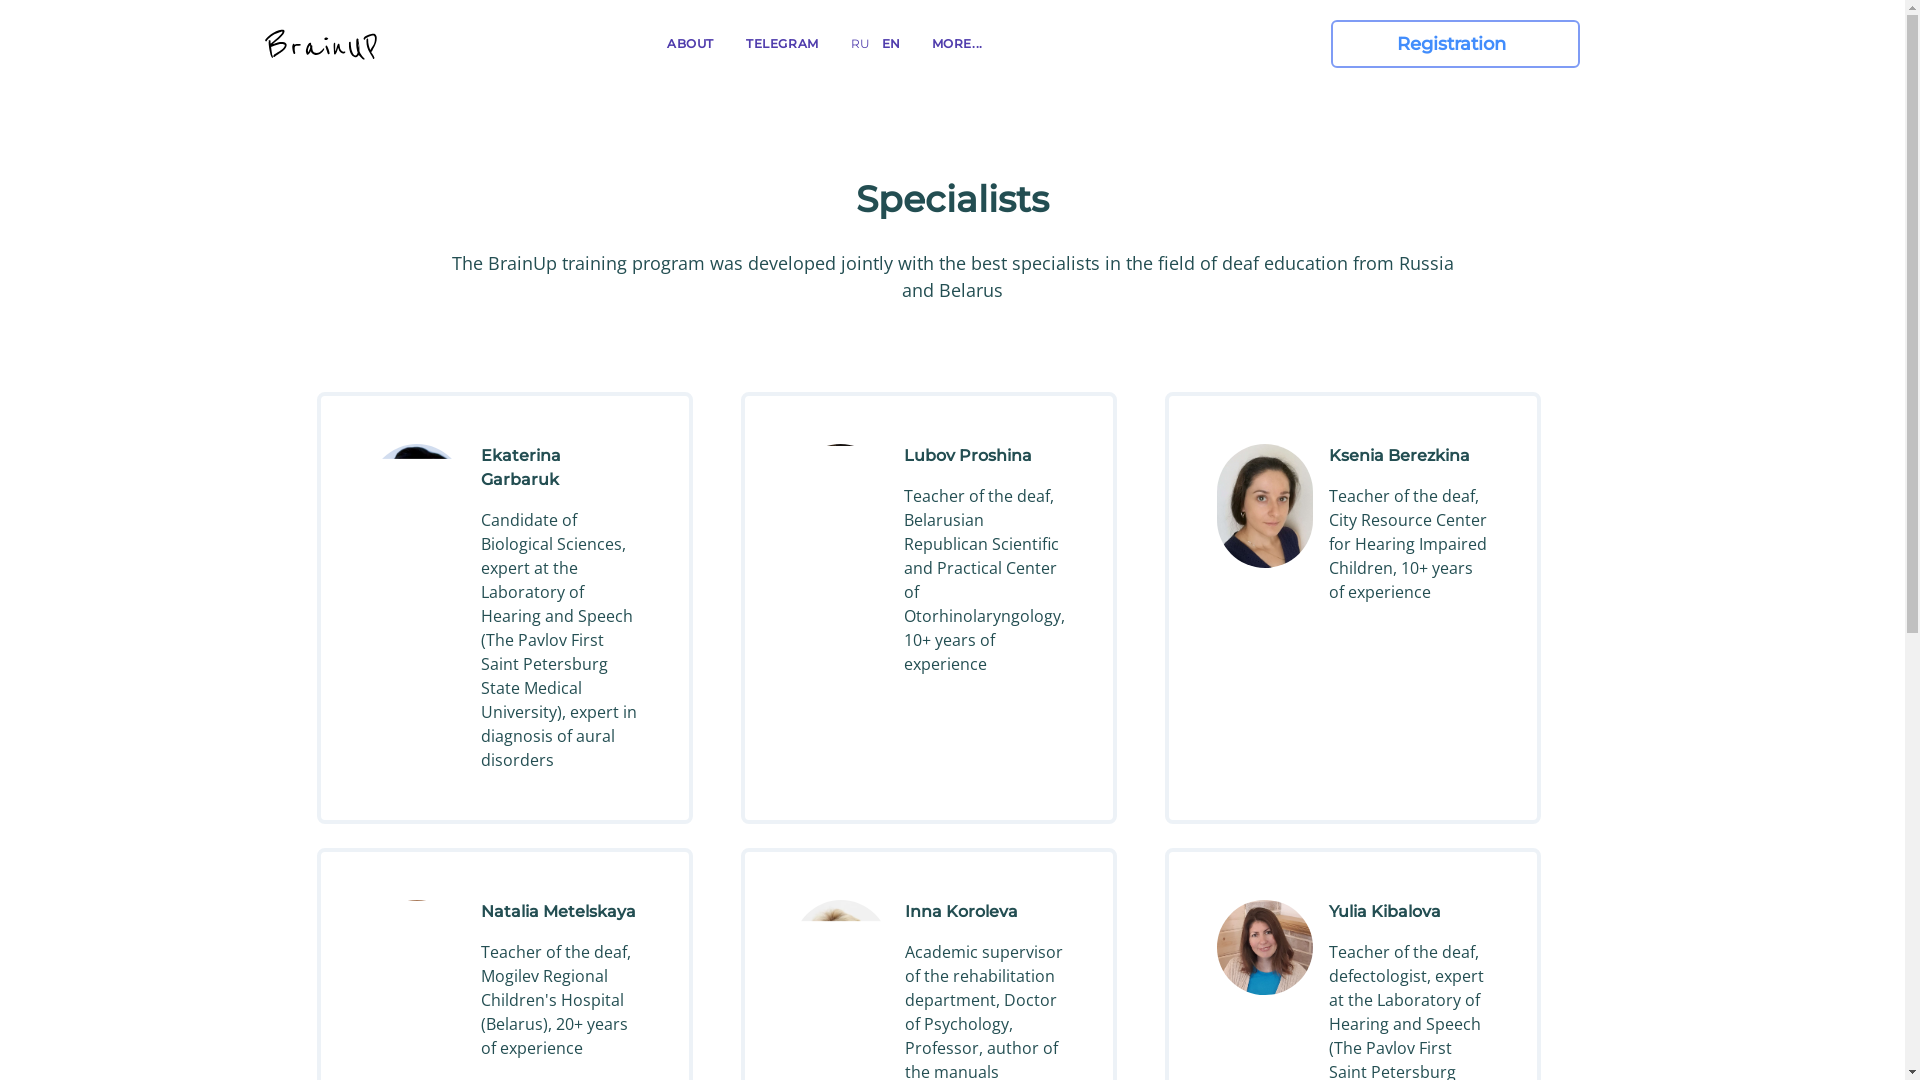 BrainUP
ABOUT
TELEGRAM
RU
EN
MORE...
Registration
Specialists
The BrainUp training program was developed jointly with the best specialists in the field of deaf education from Russia
and Belarus
Ekaterina
Garbaruk
Candidate of
Biological Sciences,
expert at the
Laboratory of
Hearing and Speech
(The Pavlov First
Saint Petersburg
State Medical
University), expert in
diagnosis of aural
disorders
Lubov Proshina
Teacher of the deaf,
Belarusian
Republican Scientific
and Practical Center
of
Otorhinolaryngology,
10+ years of
experience
Ksenia Berezkina
Teacher of the deaf,
City Resource Center
for Hearing Impaired
Children, 10+ years
of experience
Natalia Metelskaya
Teacher of the deaf,
Mogilev Regional
Children's Hospital
(Belarus), 20+ years
of experience
Inna Koroleva
Academic supervisor
of the rehabilitation
department, Doctor
of Psychology,
Professor, author of
the manuals
Yulia Kibalova
Teacher of the deaf,
defectologist, expert
at the Laboratory of
Hearing and Speech
(The Pavlov First
Saint Petersburg